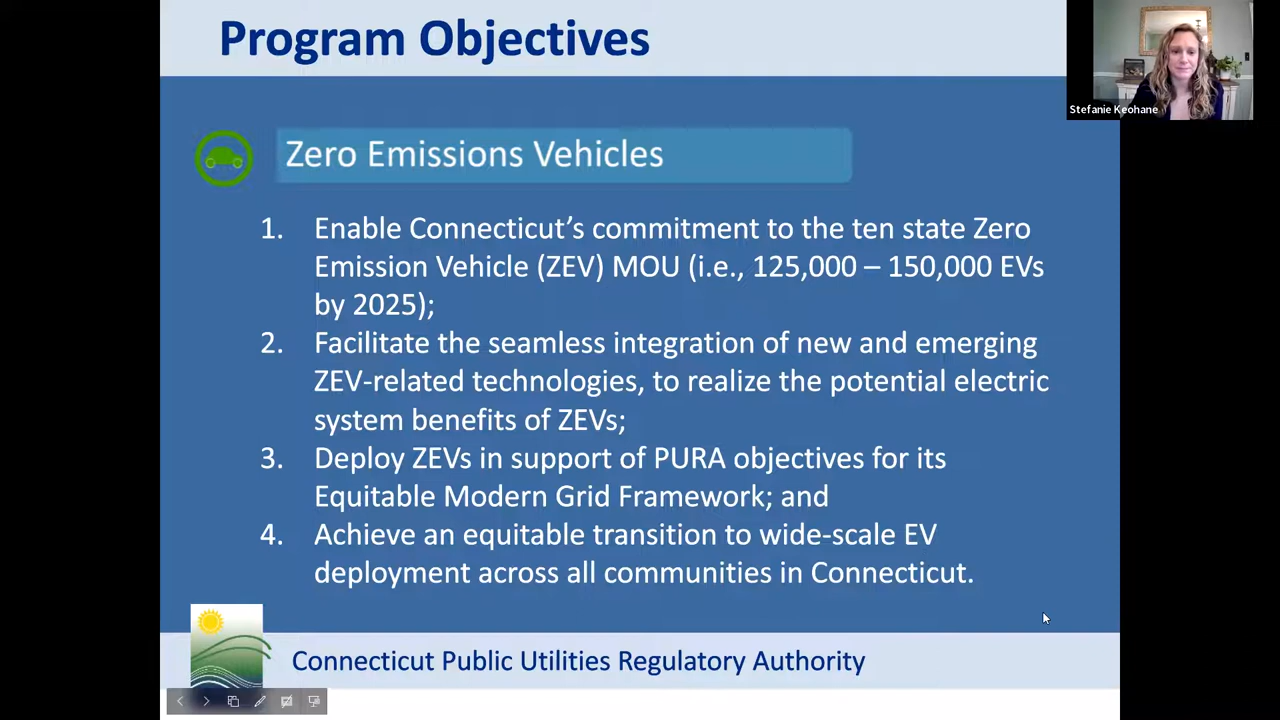 Program Objectives
Stefanie Keohane
Zero Emissions Vehicles
1. Enable Connecticut’s commitment to the ten state Zero
Emission Vehicle (ZEV) MOU (i.e., 125,000 – 150,000 EVs
by 2025);
2. Facilitate the seamless integration of new and emerging
ZEV-related technologies, to realize the potential electric
system benefits of ZEVs;
3. Deploy ZEVs in support of PURA objectives for its
Equitable Modern Grid Framework; and
4. Achieve an equitable transition to wide-scale EV
deployment across all communities in Connecticut.
Connecticut Public Utilities Regulatory Authority